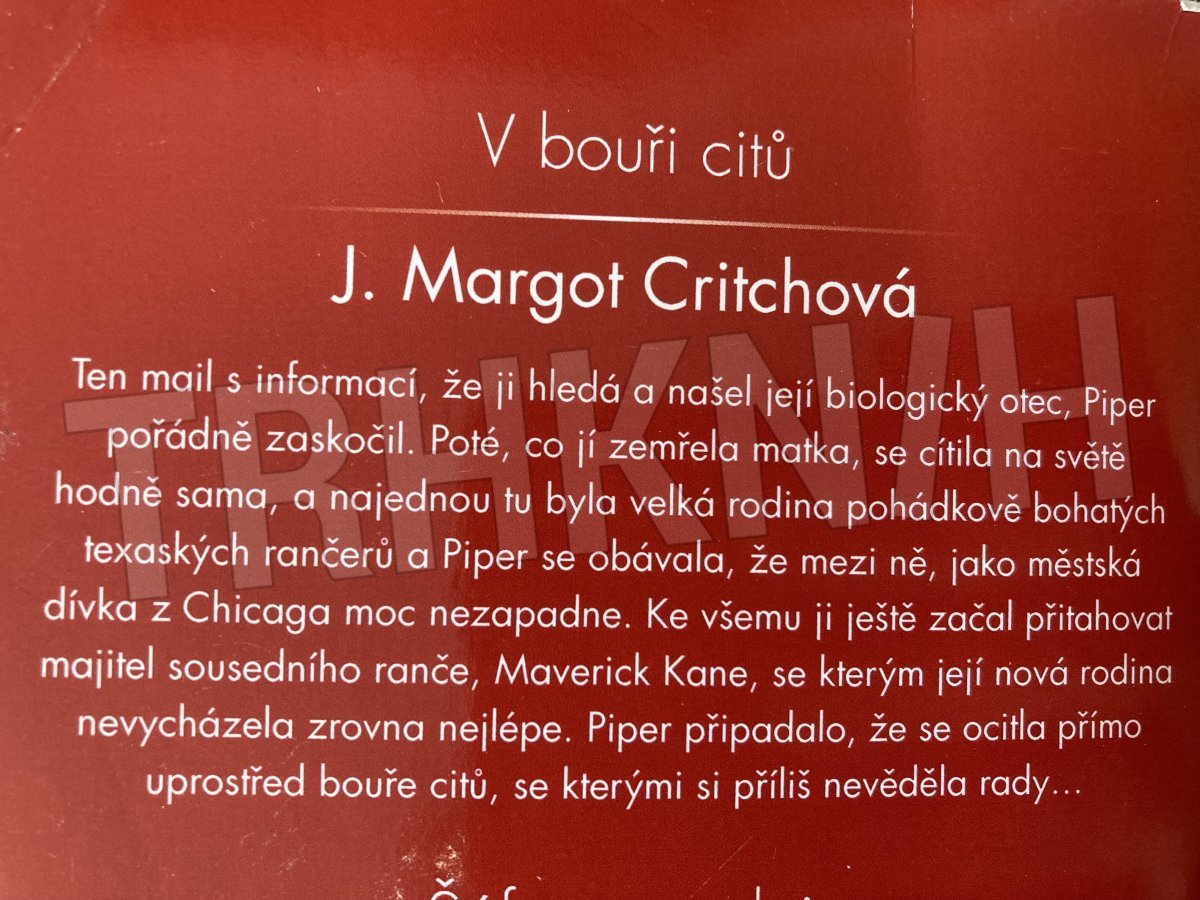 V bouři citů
J. Margot Critchová
Ten mail s informací, že ji hledá a našel její biologický otec, Piper
pořádně zaskočil. Poté, co jí zemřela matka, se cítila na světě
hodně sama, a najednou tu byla velká rodina pohádkově bohatých
texaských rančerů a Piper se obávala, že mezi ně, jako městská
dívka z Chicaga moc nezapadne. Ke všemu ji ještě začal přitahovat
majitel sousedního ranče, Maverick Kane, se kterým její nová rodina
nevycházela zrovna nejlépe. Piper připadalo, že se ocitla přímo
uprostřed bouře citů, se kterými si příliš nevěděla rady...
TRHKNIH